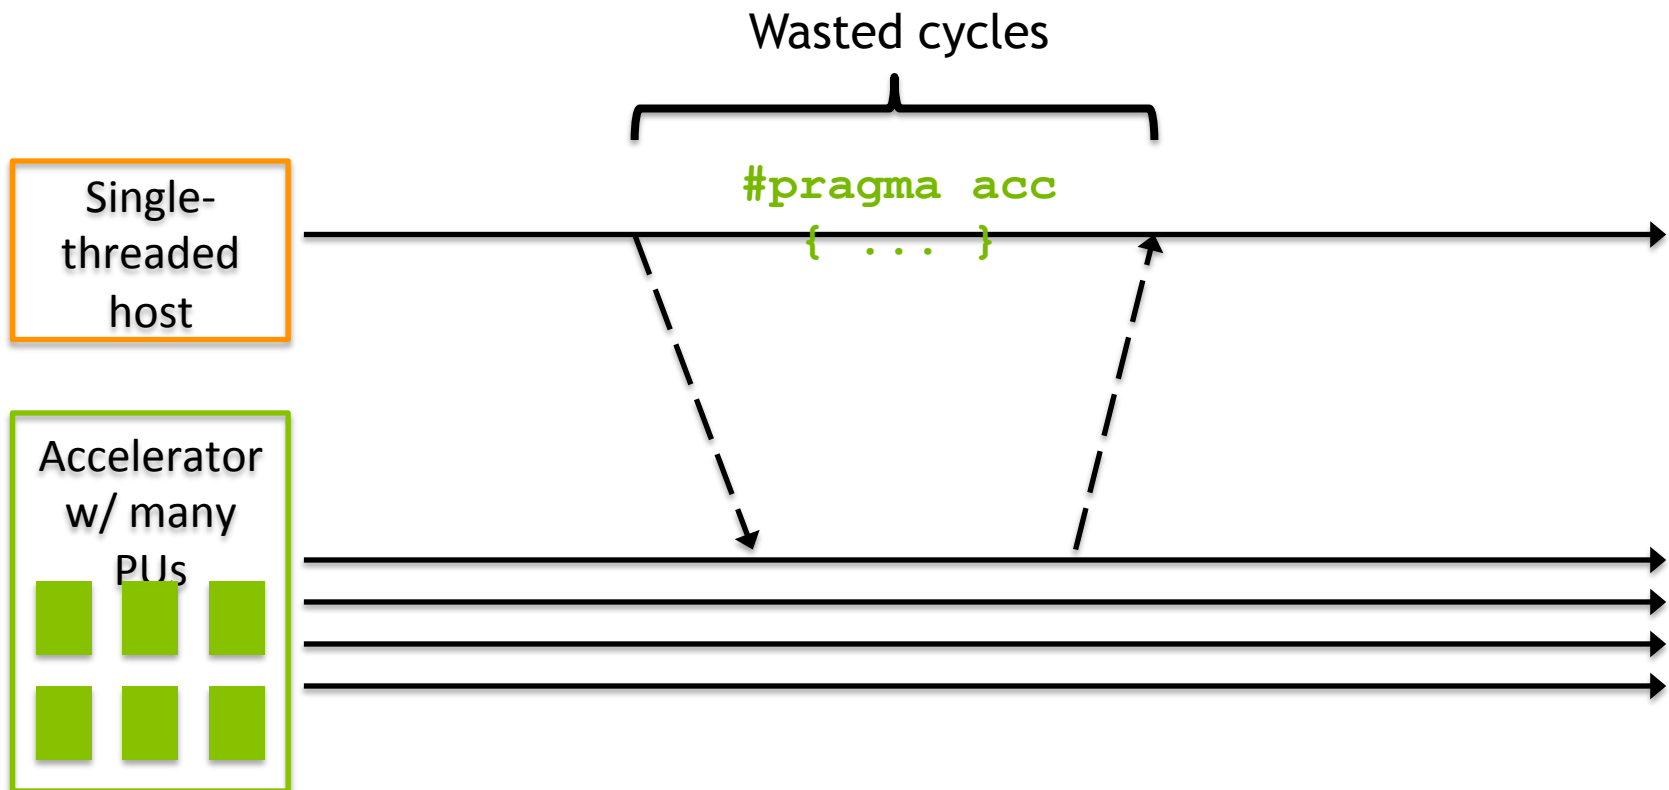 Wasted cycles
#pragma acc
{ ... }
Single-
threaded
host
Accelerator
w/ many
PUs